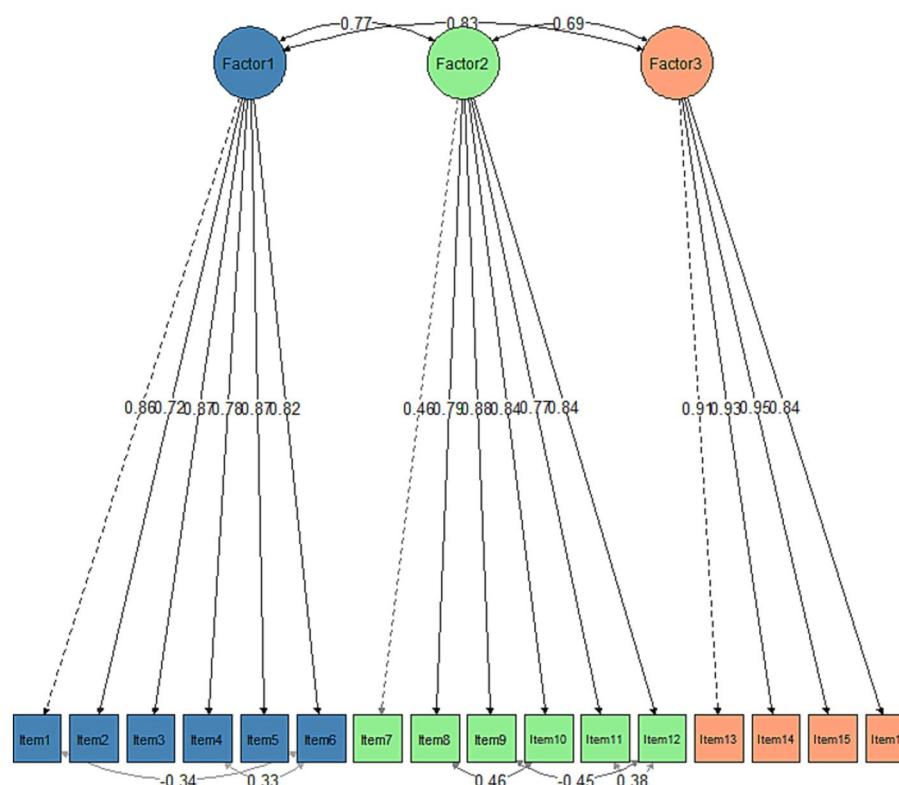 0.77 0.83 0.69
Factor1 Factor2 Factor3
0.86 0.72 0.87 0.78 0.87 0.82 0.46 0.79 0.88 0.84 0.77 0.84 0.91 0.93 0.95 0.84
Item1 Item2 Item3 Item4 Item5 Item6 Item7 Item8 Item9 Item10 Item11 Item12 Item13 Item14 Item15 Item1
-0.34 0.33 0.46 -0.45 0.38